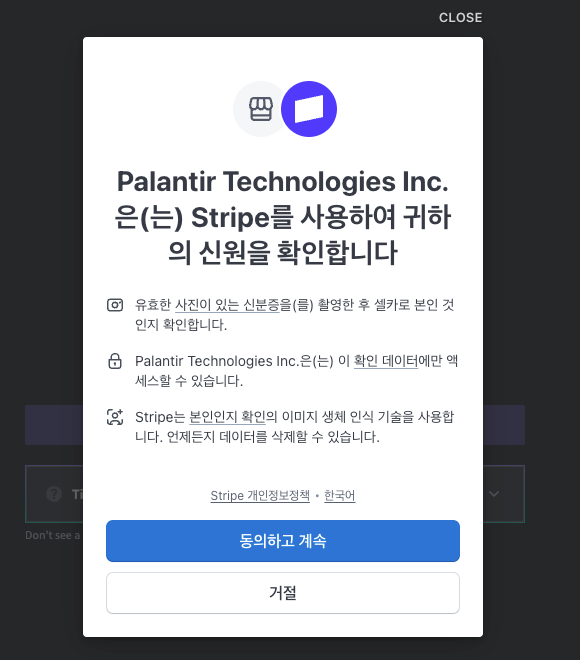 CLOSE
Palantir Technologies Inc.
은(는) Stripe를 사용하여 귀하
의 신원을 확인합니다
유효한 사진이 있는 신분증을(를) 촬영한 후 셀카로 본인 것
인지 확인합니다.
Palantir Technologies Inc.은(는) 이 확인 데이터에만 액
세스할 수 있습니다.
Stripe는 본인인지 확인의 이미지 생체 인식 기술을 사용합
니다. 언제든지 데이터를 삭제할 수 있습니다.
Don't see a
Stripe 개인정보정책 • 한국어
동의하고 계속
거절